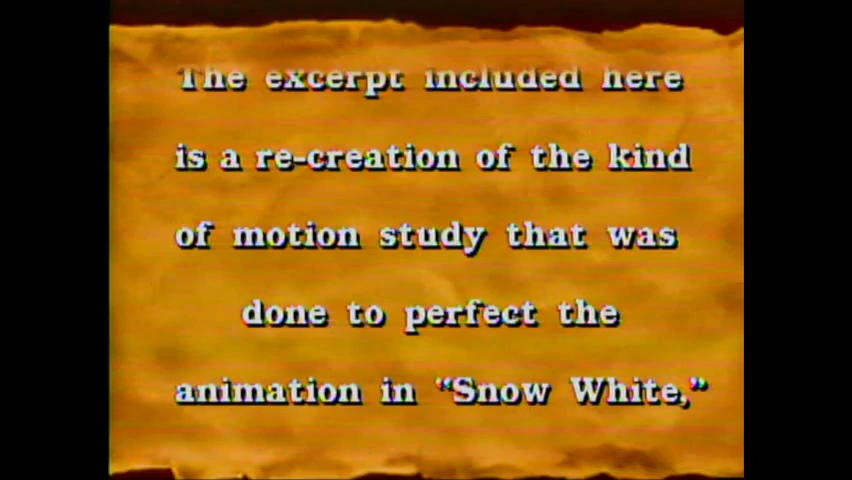 The excerpt included here
is a re-creation of the kind
of motion study that was
done to perfect the
animation in “Snow White,”